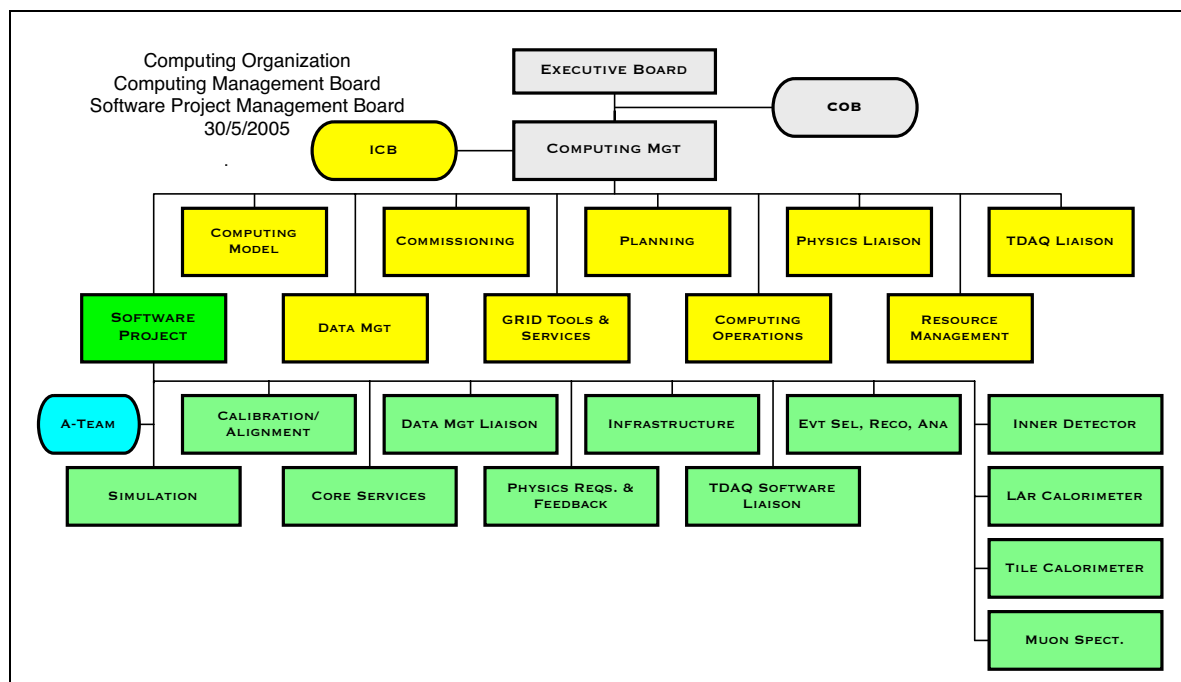 Computing Organization
Computing Management Board
Software Project Management Board
30/5/2005
.
EXECUTIVE BOARD
COB
ICB
COMPUTING MGT
COMPUTING
MODEL
COMMISSIONING
PLANNING
PHYSICS LIAISON
TDAQ LIAISON
SOFTWARE
PROJECT
DATA MGT
GRID TOOLS &
SERVICES
COMPUTING
OPERATIONS
RESOURCE
MANAGEMENT
A-TEAM
CALIBRATION/
ALIGNMENT
DATA MGT LIAISON
INFRASTRUCTURE
EVT SEL, RECO, ANA
INNER DETECTOR
SIMULATION
CORE SERVICES
PHYSICS REQS. &
FEEDBACK
TDAQ SOFTWARE
LIAISON
LAR CALORIMETER
TILE CALORIMETER
MUON SPECT.